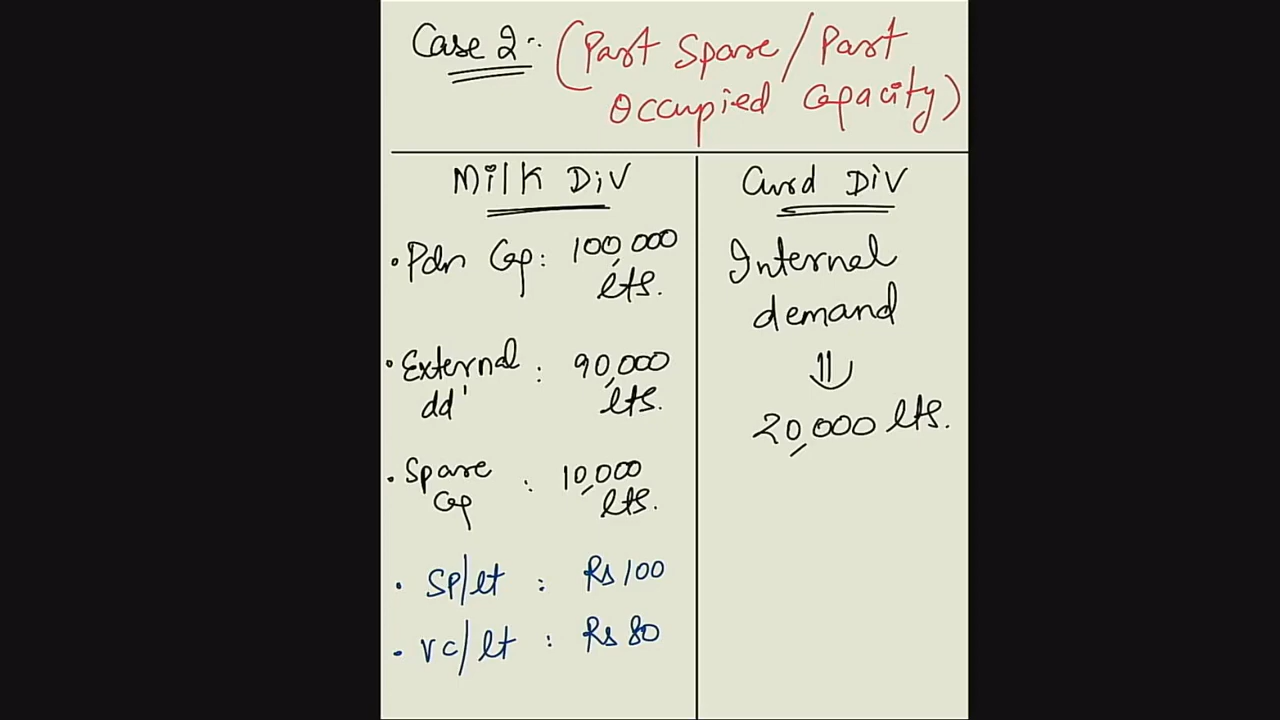 Case 2:- (Part Spare/Part
Occupied Capacity)
Milk Div
• Pdn Cap: 100,000
lts.
• External : 90,000
dd' lts.
• Spare : 10,000
Cap lts.
• SP/lt : Rs 100
• VC/lt : Rs 80
Curd Div
Internal
demand
⇓
20,000 lts.